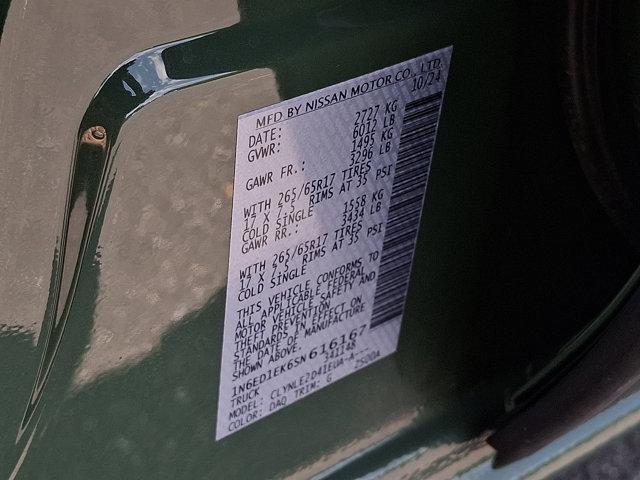 MFD BY NISSAN MOTOR CO., LTD.
DATE: 10/24
GVWR: 2727 KG
6012 LB
GAWR FR.: 1495 KG
3296 LB
WITH 265/65R17 TIRES
17 X 7.5 RIMS AT 35 PSI
COLD SINGLE
GAWR RR.: 1558 KG
3434 LB
WITH 265/65R17 TIRES
17 X 7.5 RIMS AT 35 PSI
COLD SINGLE
THIS VEHICLE CONFORMS TO
ALL APPLICABLE FEDERAL
MOTOR VEHICLE SAFETY AND
THEFT PREVENTION
STANDARDS IN EFFECT ON
THE DATE OF MANUFACTURE
SHOWN ABOVE.
1N6ED1EK6SN616167
TRUCK 341148
MODEL: CLYNLE2D41EUA-A--
COLOR: DAQ TRIM: G 2500A